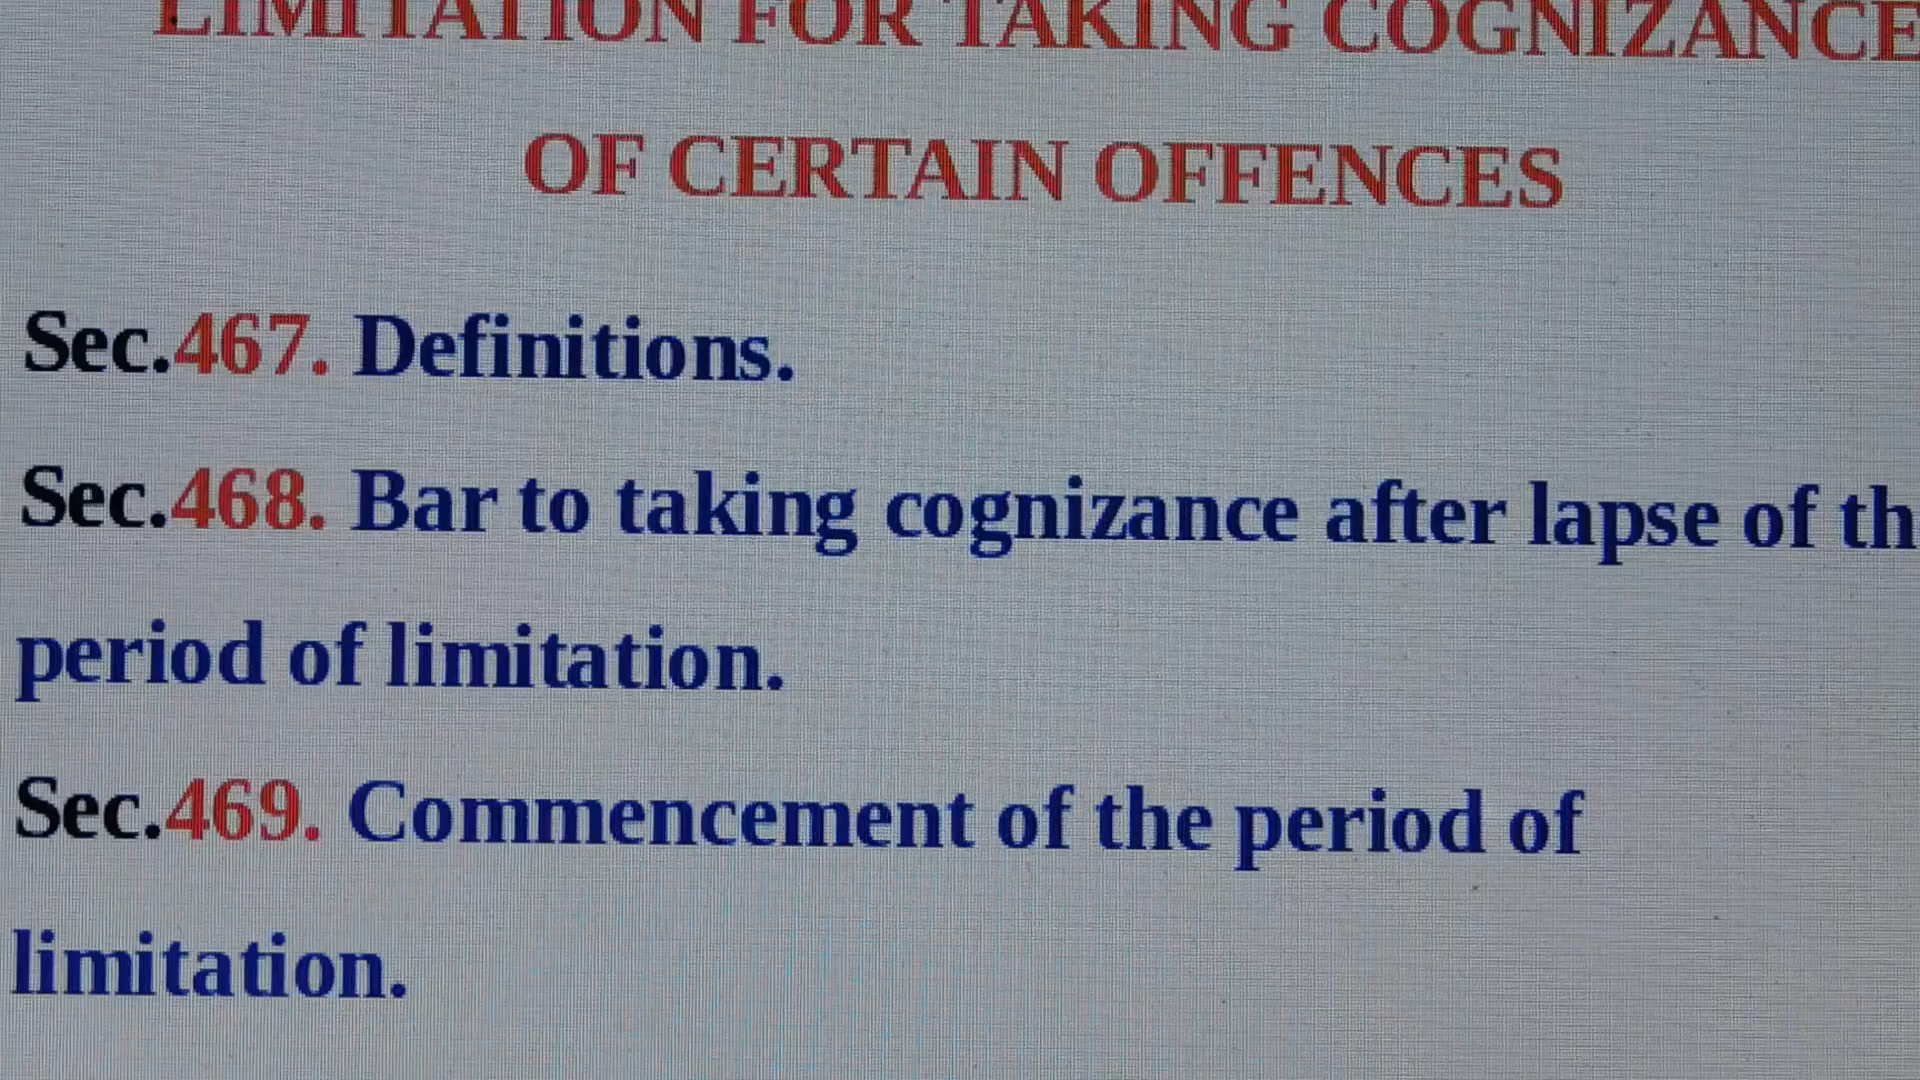 LIMITATION FOR TAKING COGNIZANCE
OF CERTAIN OFFENCES
Sec.467. Definitions.
Sec.468. Bar to taking cognizance after lapse of th
period of limitation.
Sec.469. Commencement of the period of
limitation.